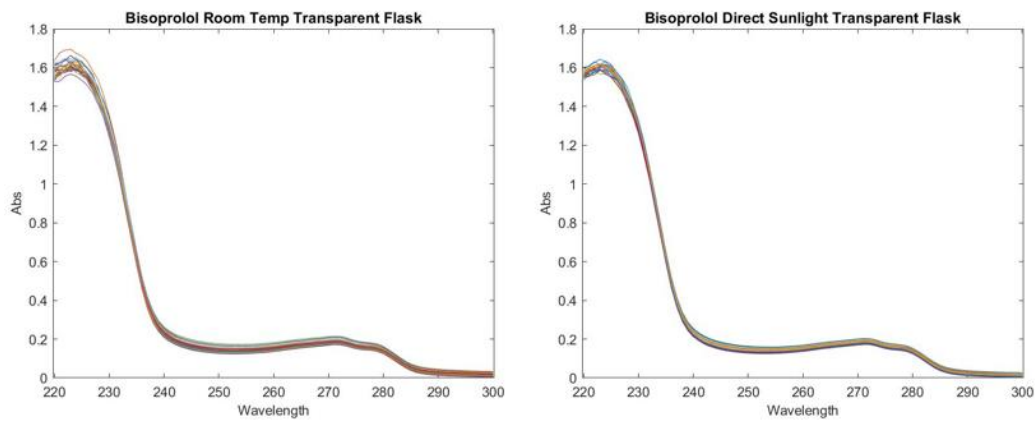 Bisoprolol Room Temp Transparent Flask
1.8
1.6
1.4
1.2
1
0.8
0.6
0.4
0.2
0
Abs
220 230 240 250 260 270 280 290 300
Wavelength
Bisoprolol Direct Sunlight Transparent Flask
1.8
1.6
1.4
1.2
1
0.8
0.6
0.4
0.2
0
Abs
220 230 240 250 260 270 280 290 300
Wavelength